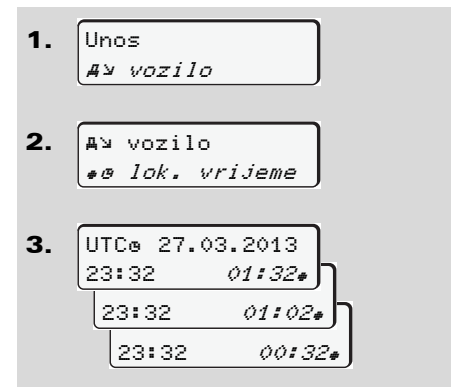 1.
Unos
vozilo
2.
vozilo
lok. vrijeme
3.
UTC 27.03.2013
23:32 01:32
23:32 01:02
23:32 00:32